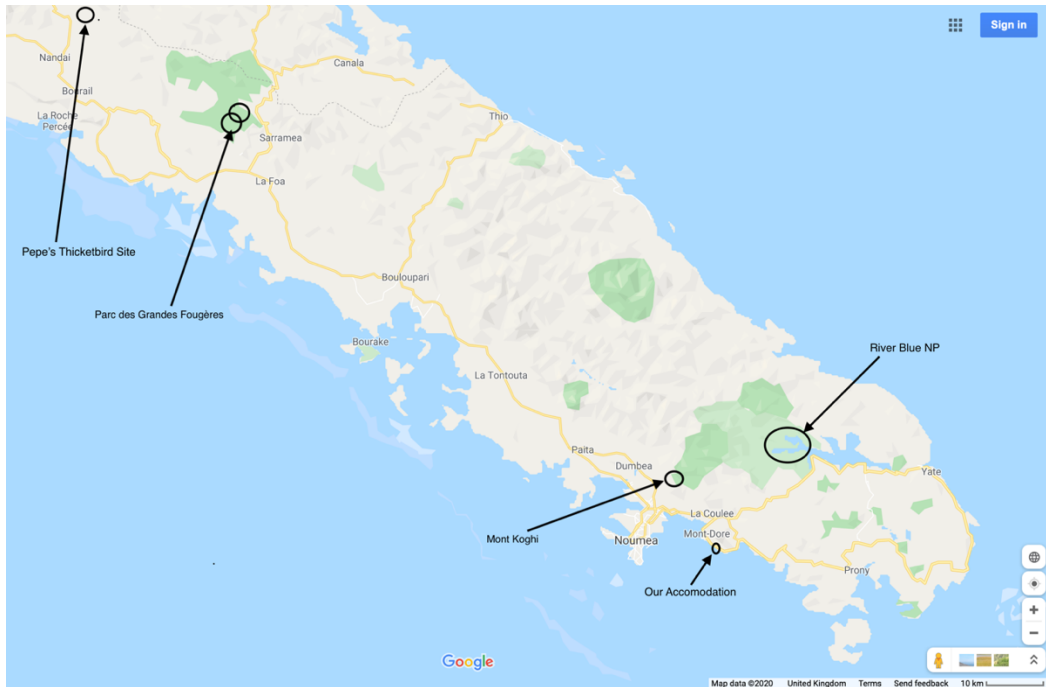 Sign in
Nandai
Canala
Bourail
La Roche
Percée
Thio
Sarramea
La Foa
Pepe's Thicketbird Site
Bouloupari
Parc des Grandes Fougères
Bourake
River Blue NP
La Tontouta
Paita
Dumbea
Yate
La Coulee
Mont-Dore
Mont Koghi
Noumea
Prony
Our Accomodation
Google
Map data ©2020 United Kingdom Terms Send feedback 10 km